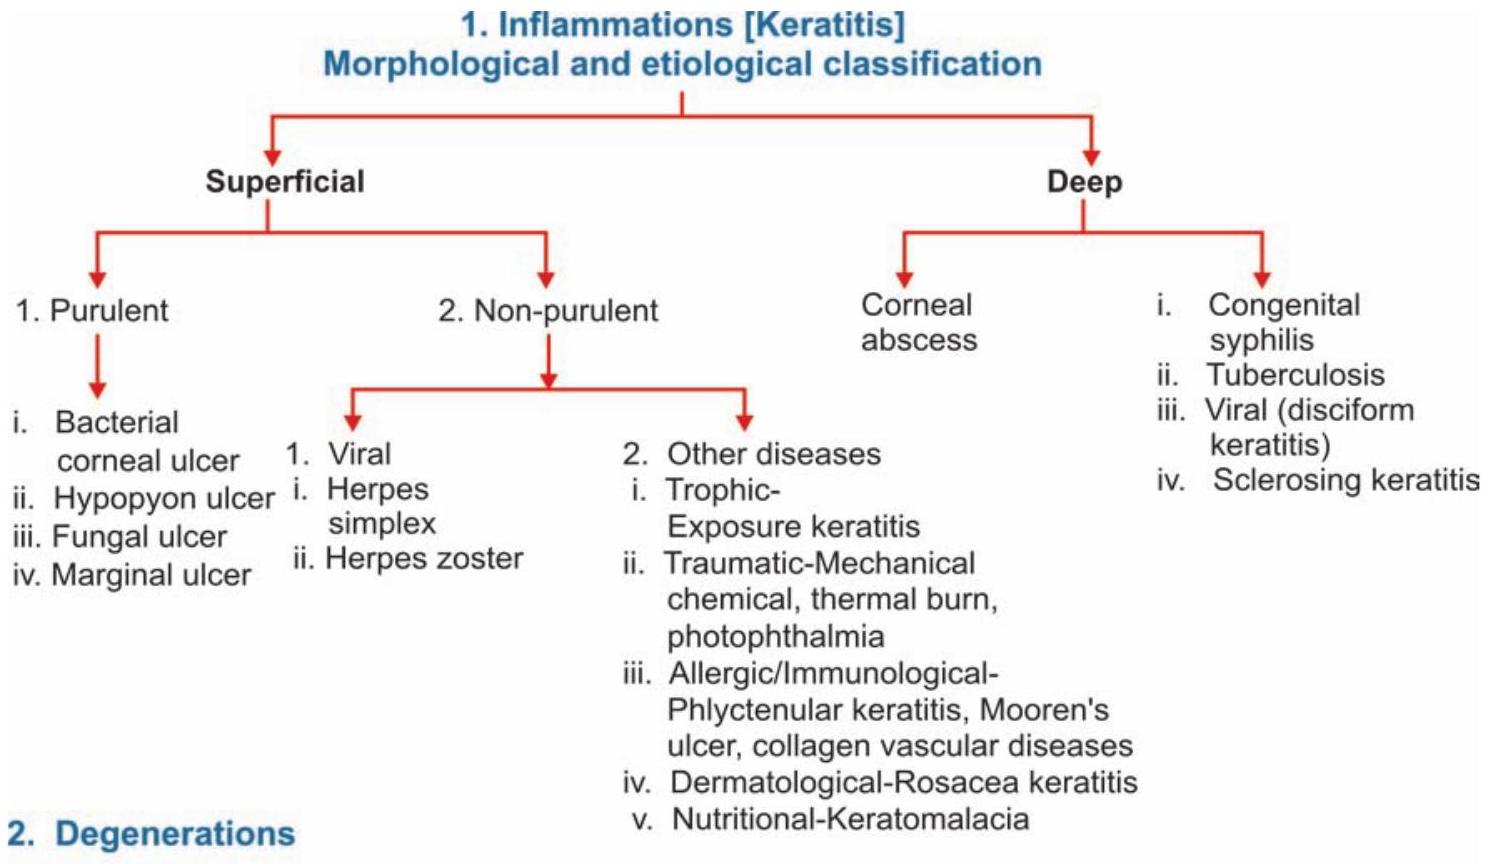 1. Inflammations [Keratitis]
Morphological and etiological classification
Superficial
Deep
1. Purulent
2. Non-purulent
Corneal
abscess
i. Congenital
syphilis
ii. Tuberculosis
iii. Viral (disciform
keratitis)
iv. Sclerosing keratitis
i. Bacterial
corneal ulcer
ii. Hypopyon ulcer
iii. Fungal ulcer
iv. Marginal ulcer
1. Viral
i. Herpes
simplex
ii. Herpes zoster
2. Other diseases
i. Trophic-
Exposure keratitis
ii. Traumatic-Mechanical
chemical, thermal burn,
photophthalmia
iii. Allergic/Immunological-
Phlyctenular keratitis, Mooren's
ulcer, collagen vascular diseases
iv. Dermatological-Rosacea keratitis
v. Nutritional-Keratomalacia
2. Degenerations